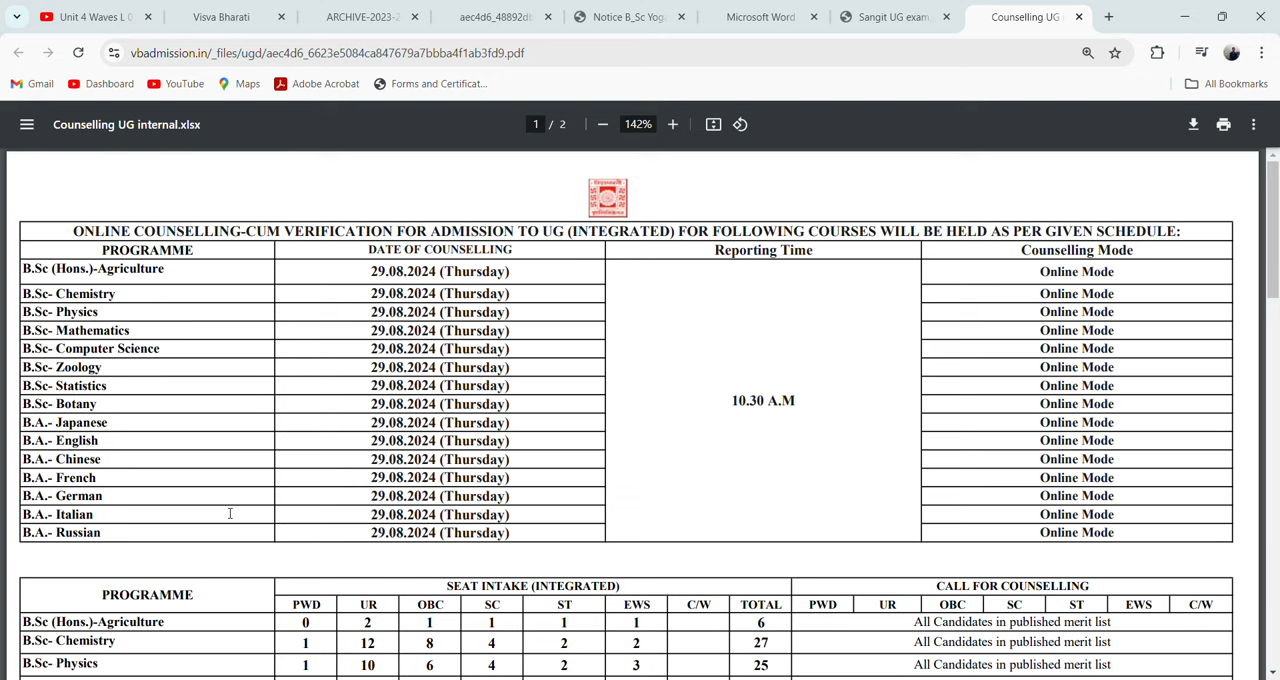 Unit 4 Waves L
Visva Bharati
ARCHIVE-2023-2
aec4d6_48892db
Notice B_Sc Yog
Microsoft Word
Sangit UG exam
Counselling UG
vbadmission.in/_files/ugd/aec4d6_6623e5084ca847679a7bbba4f1ab3fd9.pdf
Gmail Dashboard YouTube Maps Adobe Acrobat Forms and Certificat... All Bookmarks
Counselling UG internal.xlsx 1 / 2 142%
ONLINE COUNSELLING-CUM VERIFICATION FOR ADMISSION TO UG (INTEGRATED) FOR FOLLOWING COURSES WILL BE HELD AS PER GIVEN SCHEDULE:
PROGRAMME DATE OF COUNSELLING Reporting Time Counselling Mode
B.Sc (Hons.)-Agriculture 29.08.2024 (Thursday) Online Mode
B.Sc- Chemistry 29.08.2024 (Thursday) Online Mode
B.Sc- Physics 29.08.2024 (Thursday) Online Mode
B.Sc- Mathematics 29.08.2024 (Thursday) Online Mode
B.Sc- Computer Science 29.08.2024 (Thursday) Online Mode
B.Sc- Zoology 29.08.2024 (Thursday) Online Mode
B.Sc- Statistics 29.08.2024 (Thursday) Online Mode
B.Sc- Botany 29.08.2024 (Thursday) 10.30 A.M Online Mode
B.A.- Japanese 29.08.2024 (Thursday) Online Mode
B.A.- English 29.08.2024 (Thursday) Online Mode
B.A.- Chinese 29.08.2024 (Thursday) Online Mode
B.A.- French 29.08.2024 (Thursday) Online Mode
B.A.- German 29.08.2024 (Thursday) Online Mode
B.A.- Italian 29.08.2024 (Thursday) Online Mode
B.A.- Russian 29.08.2024 (Thursday) Online Mode
PROGRAMME SEAT INTAKE (INTEGRATED) CALL FOR COUNSELLING
PWD UR OBC SC ST EWS C/W TOTAL PWD UR OBC SC ST EWS C/W
B.Sc (Hons.)-Agriculture 0 2 1 1 1 1 6 All Candidates in published merit list
B.Sc- Chemistry 1 12 8 4 2 2 27 All Candidates in published merit list
B.Sc- Physics 1 10 6 4 2 3 25 All Candidates in published merit list